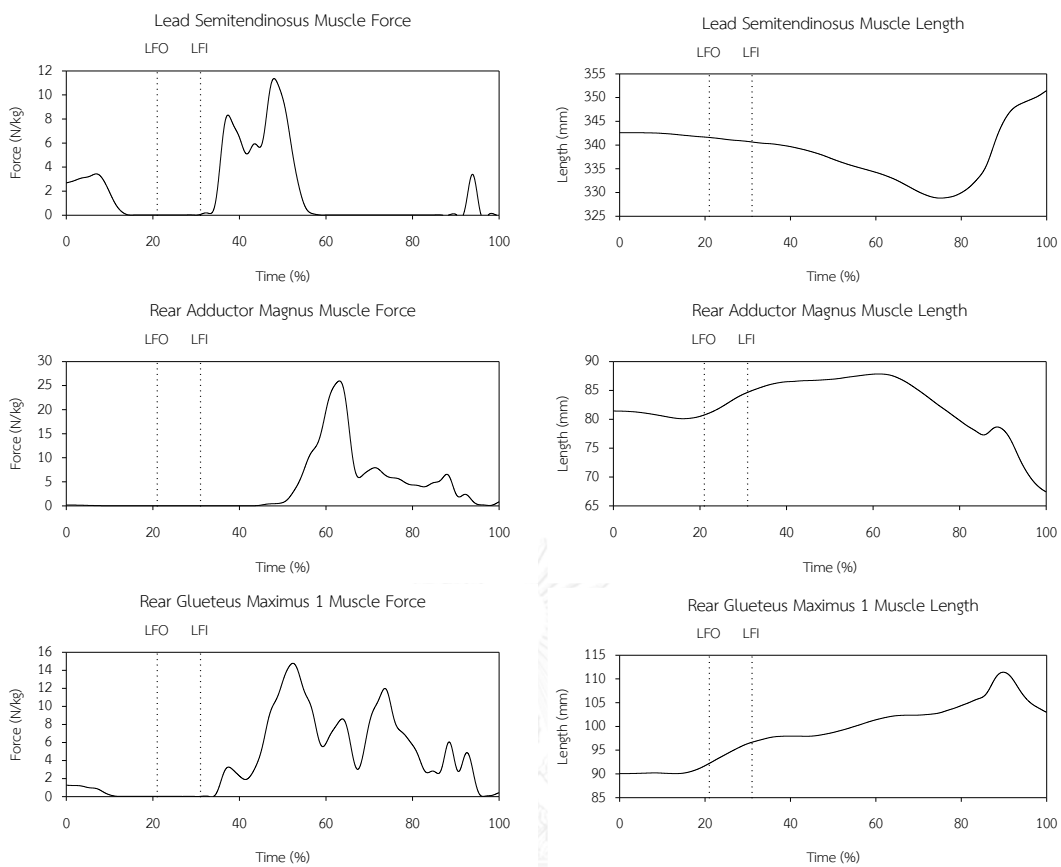 Lead Semitendinosus Muscle Force
LFO LFI
Force (N/kg)
12
10
8
6
4
2
0
0 20 40 60 80 100
Time (%)
Lead Semitendinosus Muscle Length
LFO LFI
Length (mm)
355
350
345
340
335
330
325
0 20 40 60 80 100
Time (%)
Rear Adductor Magnus Muscle Force
LFO LFI
Force (N/kg)
30
25
20
15
10
5
0
0 20 40 60 80 100
Time (%)
Rear Adductor Magnus Muscle Length
LFO LFI
Length (mm)
90
85
80
75
70
65
0 20 40 60 80 100
Time (%)
Rear Glueteus Maximus 1 Muscle Force
LFO LFI
Force (N/kg)
16
14
12
10
8
6
4
2
0
0 20 40 60 80 100
Time (%)
Rear Glueteus Maximus 1 Muscle Length
LFO LFI
Length (mm)
115
110
105
100
95
90
85
0 20 40 60 80 100
Time (%)